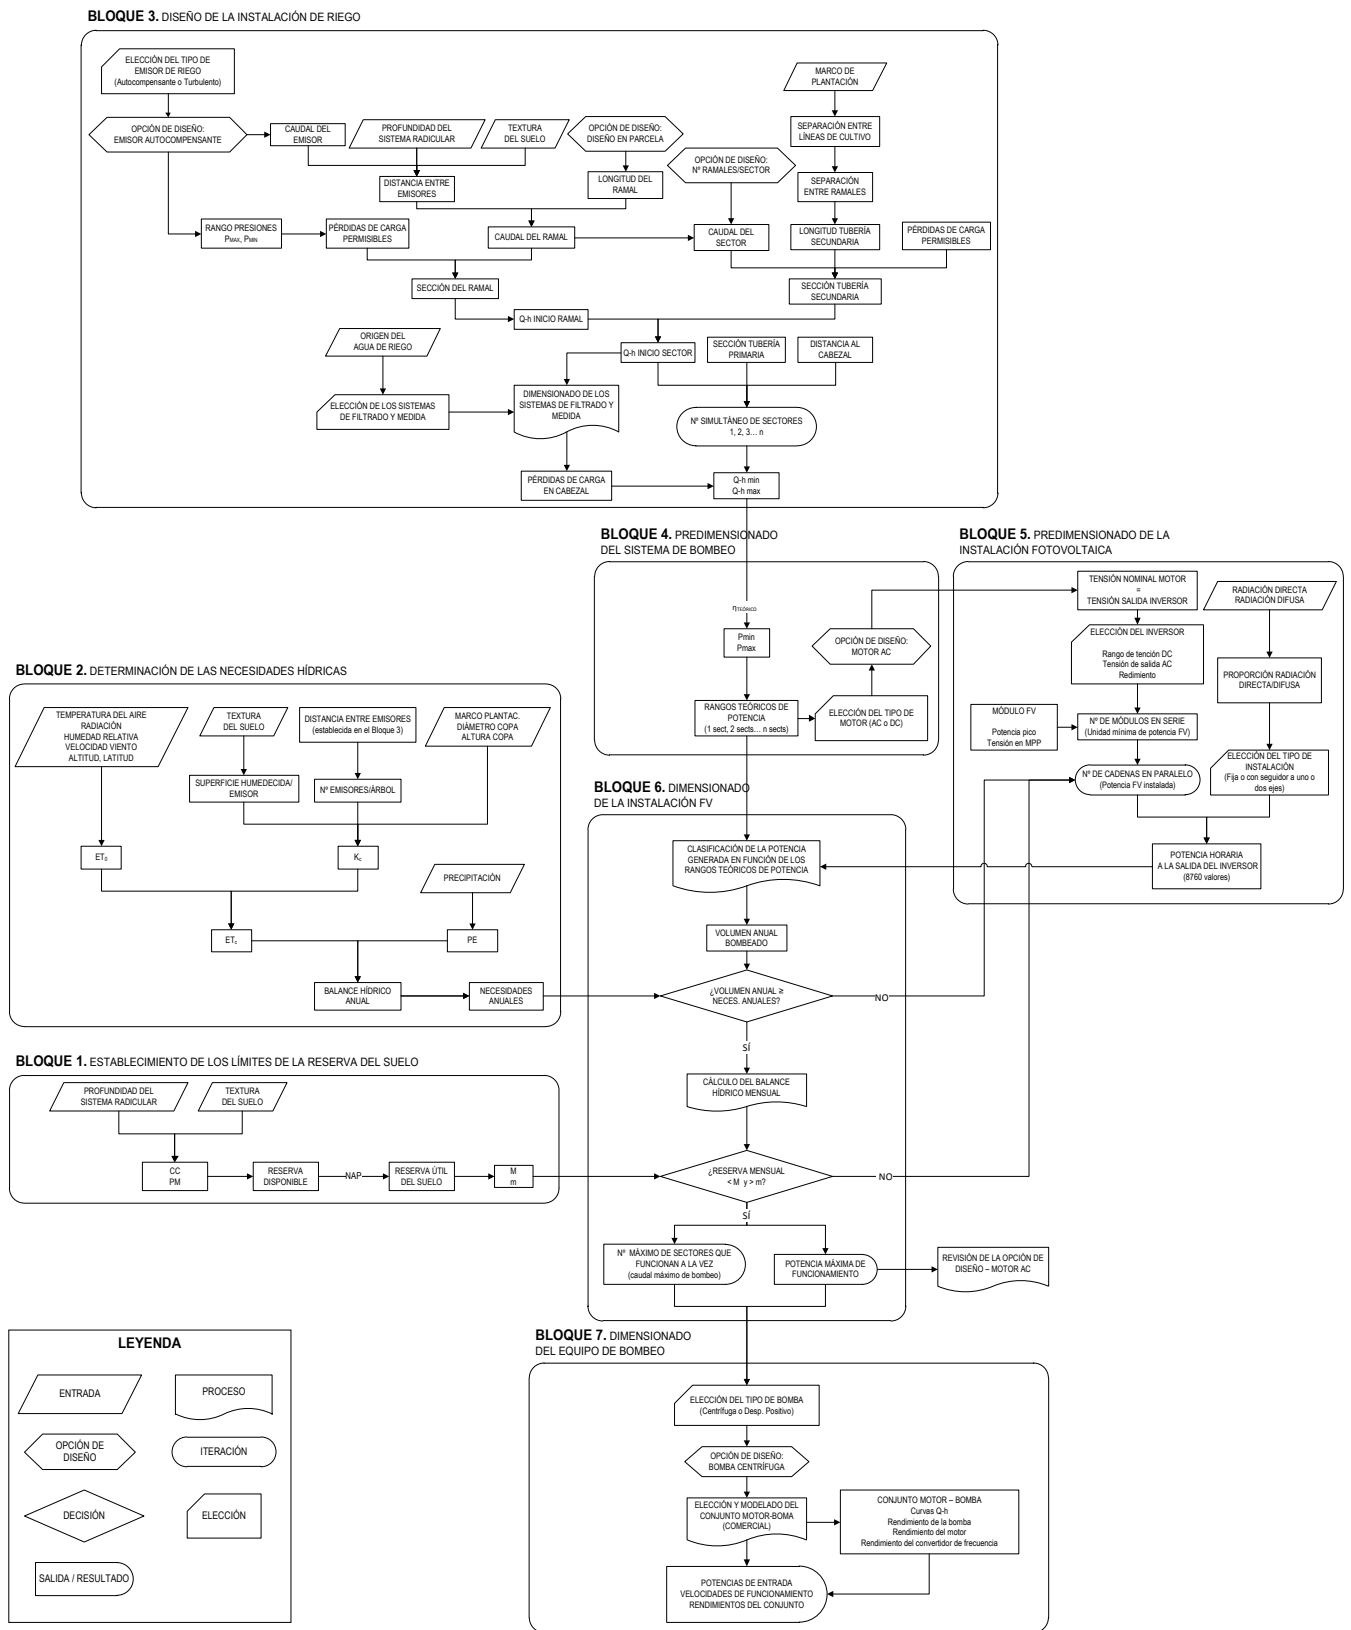 BLOQUE 3. DISEÑO DE LA INSTALACIÓN DE RIEGO
ELECCIÓN DEL TIPO DE
EMISOR DE RIEGO
(Autocompensante o Turbulento)
MARCO DE
PLANTACIÓN
OPCIÓN DE DISEÑO:
EMISOR AUTOCOMPENSANTE
CAUDAL DEL
EMISOR
PROFUNDIDAD DEL
SISTEMA RADICULAR
TEXTURA
DEL SUELO
OPCIÓN DE DISEÑO:
DISEÑO EN PARCELA
SEPARACIÓN ENTRE
LÍNEAS DE CULTIVO
OPCIÓN DE DISEÑO:
Nº RAMALES/SECTOR
DISTANCIA ENTRE
EMISORES
LONGITUD DEL
RAMAL
SEPARACIÓN
ENTRE RAMALES
RANGO PRESIONES
PMAX, PMIN
PÉRDIDAS DE CARGA
PERMISIBLES
CAUDAL DEL RAMAL
CAUDAL DEL
SECTOR
LONGITUD TUBERÍA
SECUNDARIA
PÉRDIDAS DE CARGA
PERMISIBLES
SECCIÓN DEL RAMAL
SECCIÓN TUBERÍA
SECUNDARIA
Q-h INICIO RAMAL
ORIGEN DEL
AGUA DE RIEGO
Q-h INICIO SECTOR
SECCIÓN TUBERÍA
PRIMARIA
DISTANCIA AL
CABEZAL
ELECCIÓN DE LOS SISTEMAS
DE FILTRADO Y MEDIDA
DIMENSIONADO DE LOS
SISTEMAS DE FILTRADO Y
MEDIDA
Nº SIMULTÁNEO DE SECTORES
1, 2, 3... n
PÉRDIDAS DE CARGA
EN CABEZAL
Q-h min
Q-h max
BLOQUE 4. PREDIMENSIONADO
DEL SISTEMA DE BOMBEO
ηTEÓRICO
Pmin
Pmax
OPCIÓN DE DISEÑO:
MOTOR AC
RANGOS TEÓRICOS DE
POTENCIA
(1 sect, 2 sects... n sects)
ELECCIÓN DEL TIPO DE
MOTOR (AC o DC)
BLOQUE 5. PREDIMENSIONADO DE LA
INSTALACIÓN FOTOVOLTAICA
TENSIÓN NOMINAL MOTOR
=
TENSIÓN SALIDA INVERSOR
RADIACIÓN DIRECTA
RADIACIÓN DIFUSA
ELECCIÓN DEL INVERSOR
Rango de tención DC
Tensión de salida AC
Redimiento
PROPORCIÓN RADIACIÓN
DIRECTA/DIFUSA
MÓDULO FV
Potencia pico
Tensión en MPP
Nº DE MÓDULOS EN SERIE
(Unidad mínima de potencia FV)
Nº DE CADENAS EN PARALELO
(Potencia FV instalada)
ELECCIÓN DEL TIPO DE
INSTALACIÓN
(Fija o con seguidor a uno o
dos ejes)
POTENCIA HORARIA
A LA SALIDA DEL INVERSOR
(8760 valores)
BLOQUE 2. DETERMINACIÓN DE LAS NECESIDADES HÍDRICAS
TEMPERATURA DEL AIRE
RADIACIÓN
HUMEDAD RELATIVA
VELOCIDAD VIENTO
ALTITUD, LATITUD
TEXTURA
DEL SUELO
DISTANCIA ENTRE EMISORES
(establecida en el Bloque 3)
MARCO PLANTAC.
DIÁMETRO COPA
ALTURA COPA
SUPERFICIE HUMEDECIDA/
EMISOR
Nº EMISORES/ÁRBOL
ET0
Kc
PRECIPITACIÓN
ETc
PE
BALANCE HÍDRICO
ANUAL
NECESIDADES
ANUALES
BLOQUE 6. DIMENSIONADO
DE LA INSTALACIÓN FV
CLASIFICACIÓN DE LA POTENCIA
GENERADA EN FUNCIÓN DE LOS
RANGOS TEÓRICOS DE POTENCIA
VOLUMEN ANUAL
BOMBEADO
¿VOLUMEN ANUAL ≥
NECES. ANUALES?
NO
SÍ
CÁLCULO DEL BALANCE
HÍDRICO MENSUAL
¿RESERVA MENSUAL
< M y > m?
NO
SÍ
Nº MÁXIMO DE SECTORES QUE
FUNCIONAN A LA VEZ
(caudal máximo de bombeo)
POTENCIA MÁXIMA DE
FUNCIONAMIENTO
REVISIÓN DE LA OPCIÓN DE
DISEÑO – MOTOR AC
BLOQUE 1. ESTABLECIMIENTO DE LOS LÍMITES DE LA RESERVA DEL SUELO
PROFUNDIDAD DEL
SISTEMA RADICULAR
TEXTURA
DEL SUELO
CC
PM
RESERVA
DISPONIBLE
NAP
RESERVA ÚTIL
DEL SUELO
M
m
LEYENDA
ENTRADA
PROCESO
OPCIÓN DE
DISEÑO
ITERACIÓN
DECISIÓN
ELECCIÓN
SALIDA / RESULTADO
BLOQUE 7. DIMENSIONADO
DEL EQUIPO DE BOMBEO
ELECCIÓN DEL TIPO DE BOMBA
(Centrífuga o Desp. Positivo)
OPCIÓN DE DISEÑO:
BOMBA CENTRÍFUGA
ELECCIÓN Y MODELADO DEL
CONJUNTO MOTOR-BOMA
(COMERCIAL)
CONJUNTO MOTOR – BOMBA
Curvas Q-h
Rendimiento de la bomba
Rendimiento del motor
Rendimiento del convertidor de frecuencia
POTENCIAS DE ENTRADA
VELOCIDADES DE FUNCIONAMIENTO
RENDIMIENTOS DEL CONJUNTO